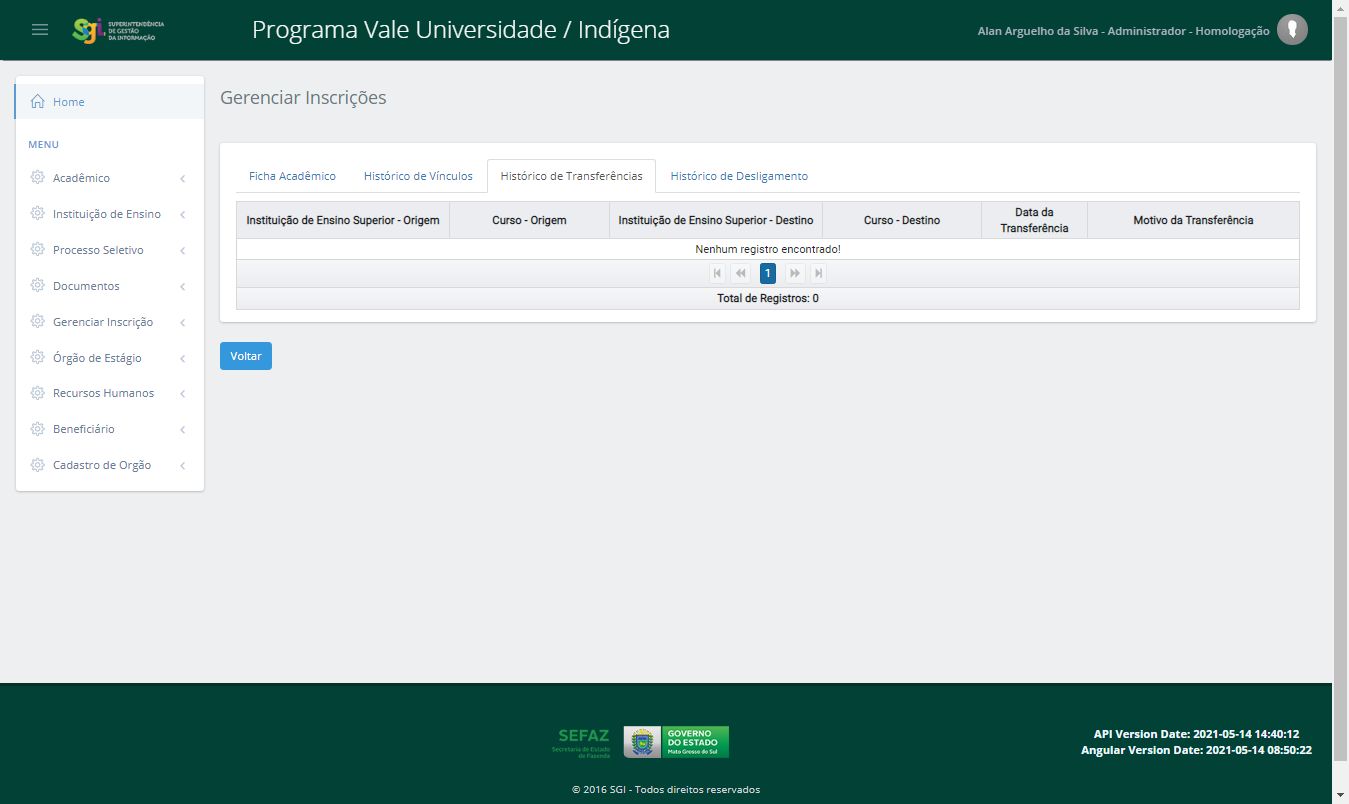 SGI SUPERINTENDÊNCIA
DE GESTÃO
DA INFORMAÇÃO
Programa Vale Universidade / Indígena
Alan Arguelho da Silva - Administrador - Homologação
Home
MENU
Acadêmico
Instituição de Ensino
Processo Seletivo
Documentos
Gerenciar Inscrição
Órgão de Estágio
Recursos Humanos
Beneficiário
Cadastro de Orgão
Gerenciar Inscrições
Ficha Acadêmico Histórico de Vínculos Histórico de Transferências Histórico de Desligamento
Instituição de Ensino Superior - Origem Curso - Origem Instituição de Ensino Superior - Destino Curso - Destino Data da Transferência Motivo da Transferência
Nenhum registro encontrado!
1
Total de Registros: 0
Voltar
SEFAZ
Secretaria de Estado
de Fazenda
GOVERNO
DO ESTADO
Mato Grosso do Sul
API Version Date: 2021-05-14 14:40:12
Angular Version Date: 2021-05-14 08:50:22
© 2016 SGI - Todos direitos reservados